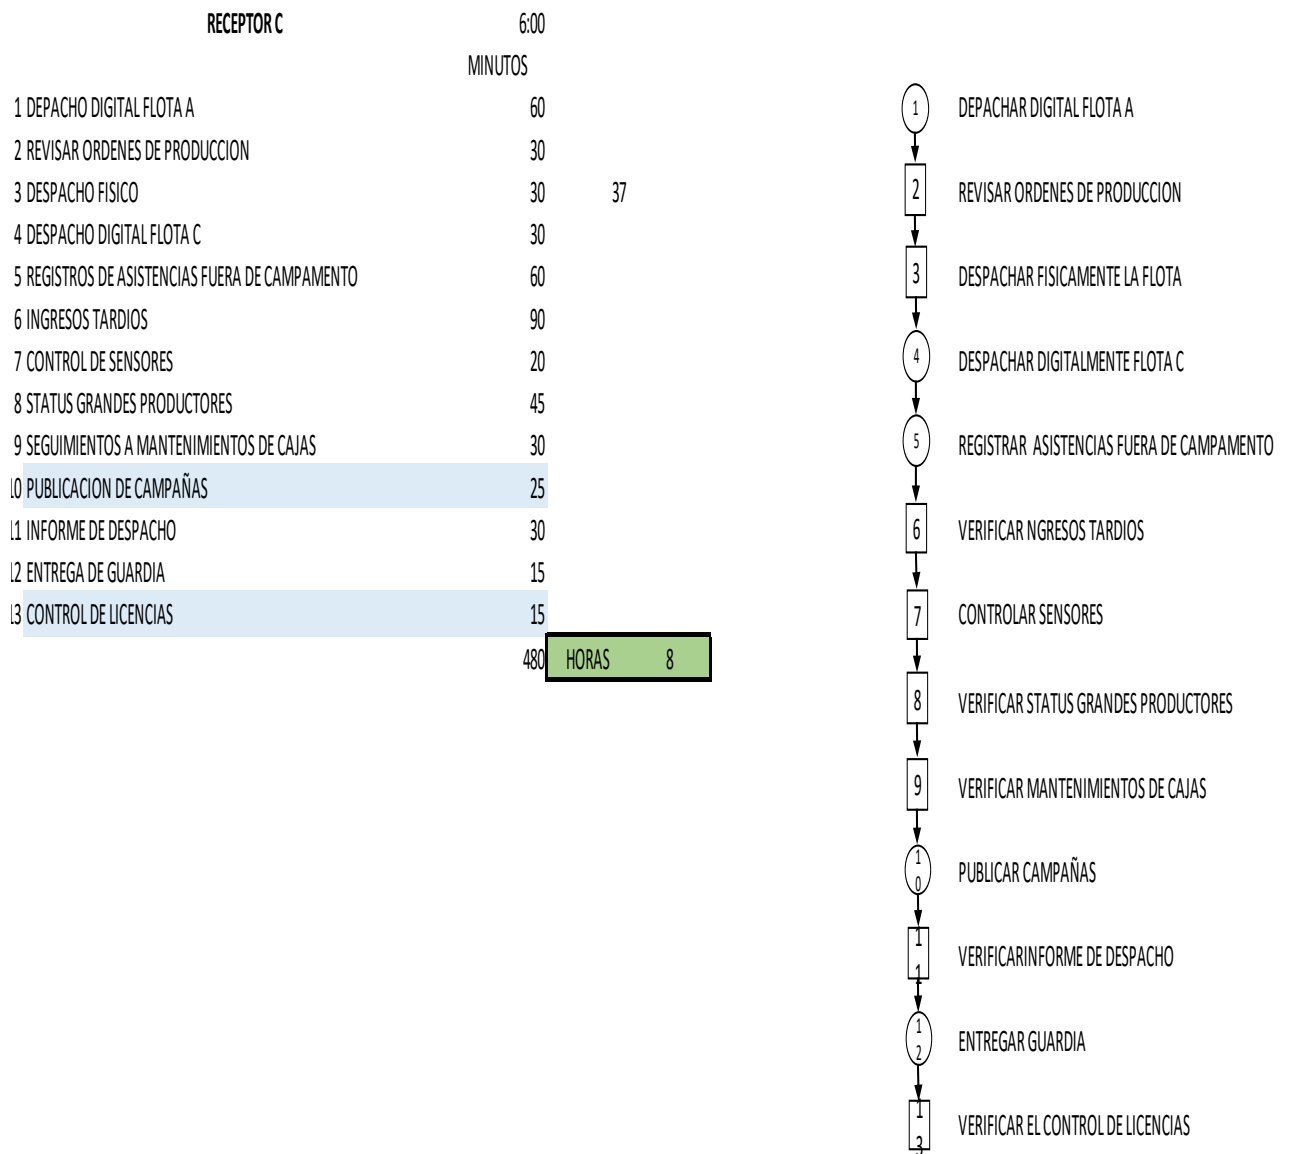 RECEPTOR C 6:00
MINUTOS
1 DEPACHO DIGITAL FLOTA A 60
2 REVISAR ORDENES DE PRODUCCION 30
3 DESPACHO FISICO 30 37
4 DESPACHO DIGITAL FLOTA C 30
5 REGISTROS DE ASISTENCIAS FUERA DE CAMPAMENTO 60
6 INGRESOS TARDIOS 90
7 CONTROL DE SENSORES 20
8 STATUS GRANDES PRODUCTORES 45
9 SEGUIMIENTOS A MANTENIMIENTOS DE CAJAS 30
10 PUBLICACION DE CAMPAÑAS 25
11 INFORME DE DESPACHO 30
12 ENTREGA DE GUARDIA 15
13 CONTROL DE LICENCIAS 15
480 HORAS 8
1 DEPACHAR DIGITAL FLOTA A
2 REVISAR ORDENES DE PRODUCCION
3 DESPACHAR FISICAMENTE LA FLOTA
4 DESPACHAR DIGITALMENTE FLOTA C
5 REGISTRAR ASISTENCIAS FUERA DE CAMPAMENTO
6 VERIFICAR NGRESOS TARDIOS
7 CONTROLAR SENSORES
8 VERIFICAR STATUS GRANDES PRODUCTORES
9 VERIFICAR MANTENIMIENTOS DE CAJAS
10 PUBLICAR CAMPAÑAS
11 VERIFICARINFORME DE DESPACHO
12 ENTREGAR GUARDIA
13 VERIFICAR EL CONTROL DE LICENCIAS